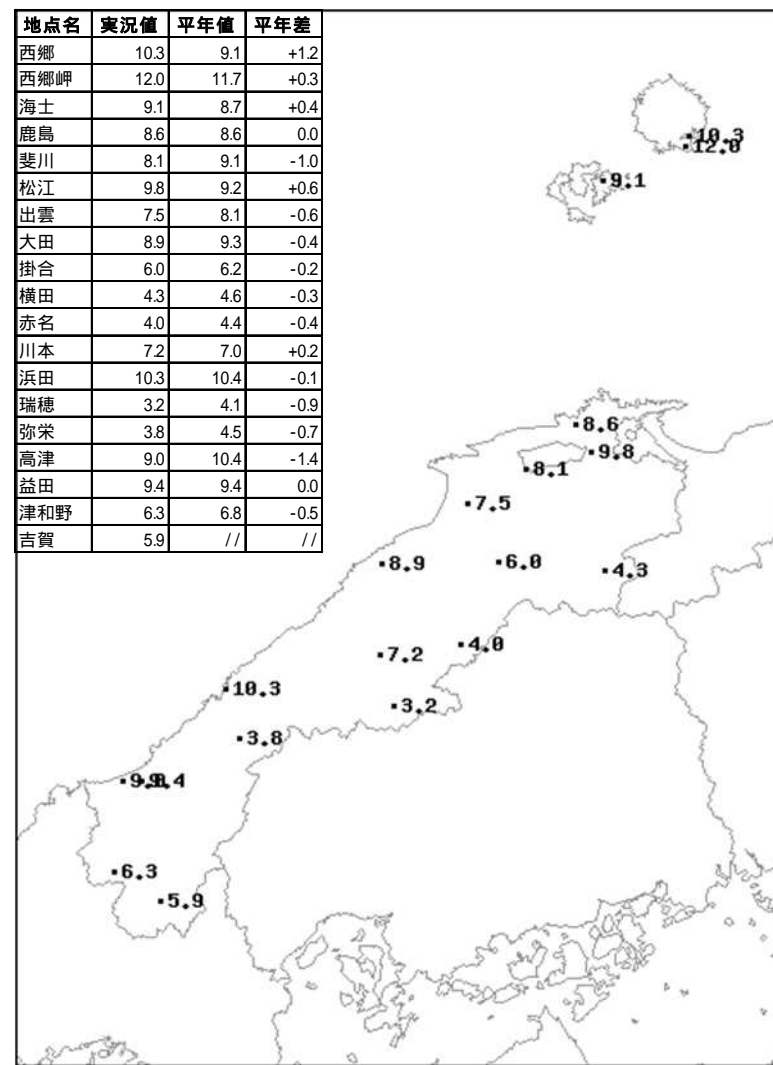 地点名 実況値 平年値 平年差
西郷 10.3 9.1 +1.2
西郷岬 12.0 11.7 +0.3
海士 9.1 8.7 +0.4
鹿島 8.6 8.6 0.0
斐川 8.1 9.1 -1.0
松江 9.8 9.2 +0.6
出雲 7.5 8.1 -0.6
大田 8.9 9.3 -0.4
掛合 6.0 6.2 -0.2
横田 4.3 4.6 -0.3
赤名 4.0 4.4 -0.4
川本 7.2 7.0 +0.2
浜田 10.3 10.4 -0.1
瑞穂 3.2 4.1 -0.9
弥栄 3.8 4.5 -0.7
高津 9.0 10.4 -1.4
益田 9.4 9.4 0.0
津和野 6.3 6.8 -0.5
吉賀 5.9 // //
10.3
12.0
9.1
8.6
9.8
8.1
7.5
8.9
6.0
4.3
4.0
7.2
10.3
3.2
3.8
9.0
9.4
6.3
5.9